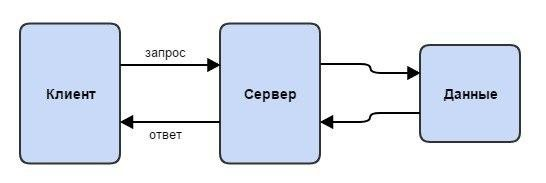 запрос
Клиент
Сервер
Данные
ответ